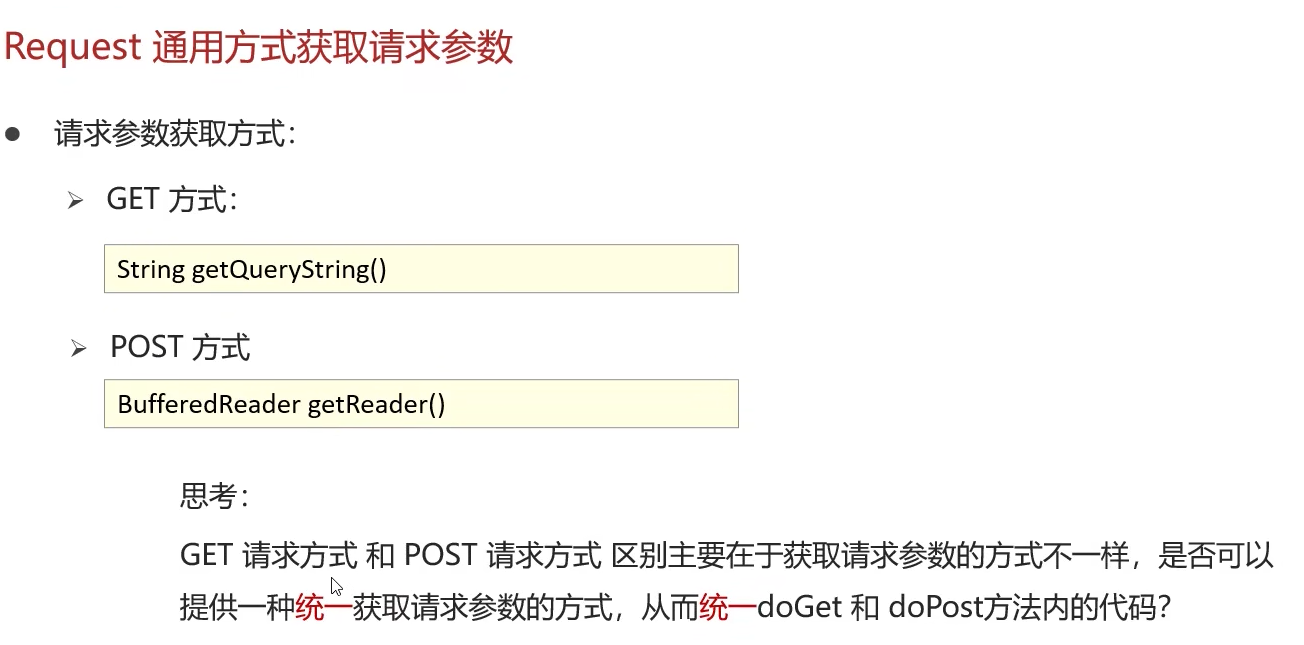 Request 通用方式获取请求参数
请求参数获取方式：
GET 方式：
String getQueryString()
POST 方式
BufferedReader getReader()
思考：
GET 请求方式 和 POST 请求方式 区别主要在于获取请求参数的方式不一样，是否可以
提供一种统一获取请求参数的方式，从而统一doGet 和 doPost方法内的代码？